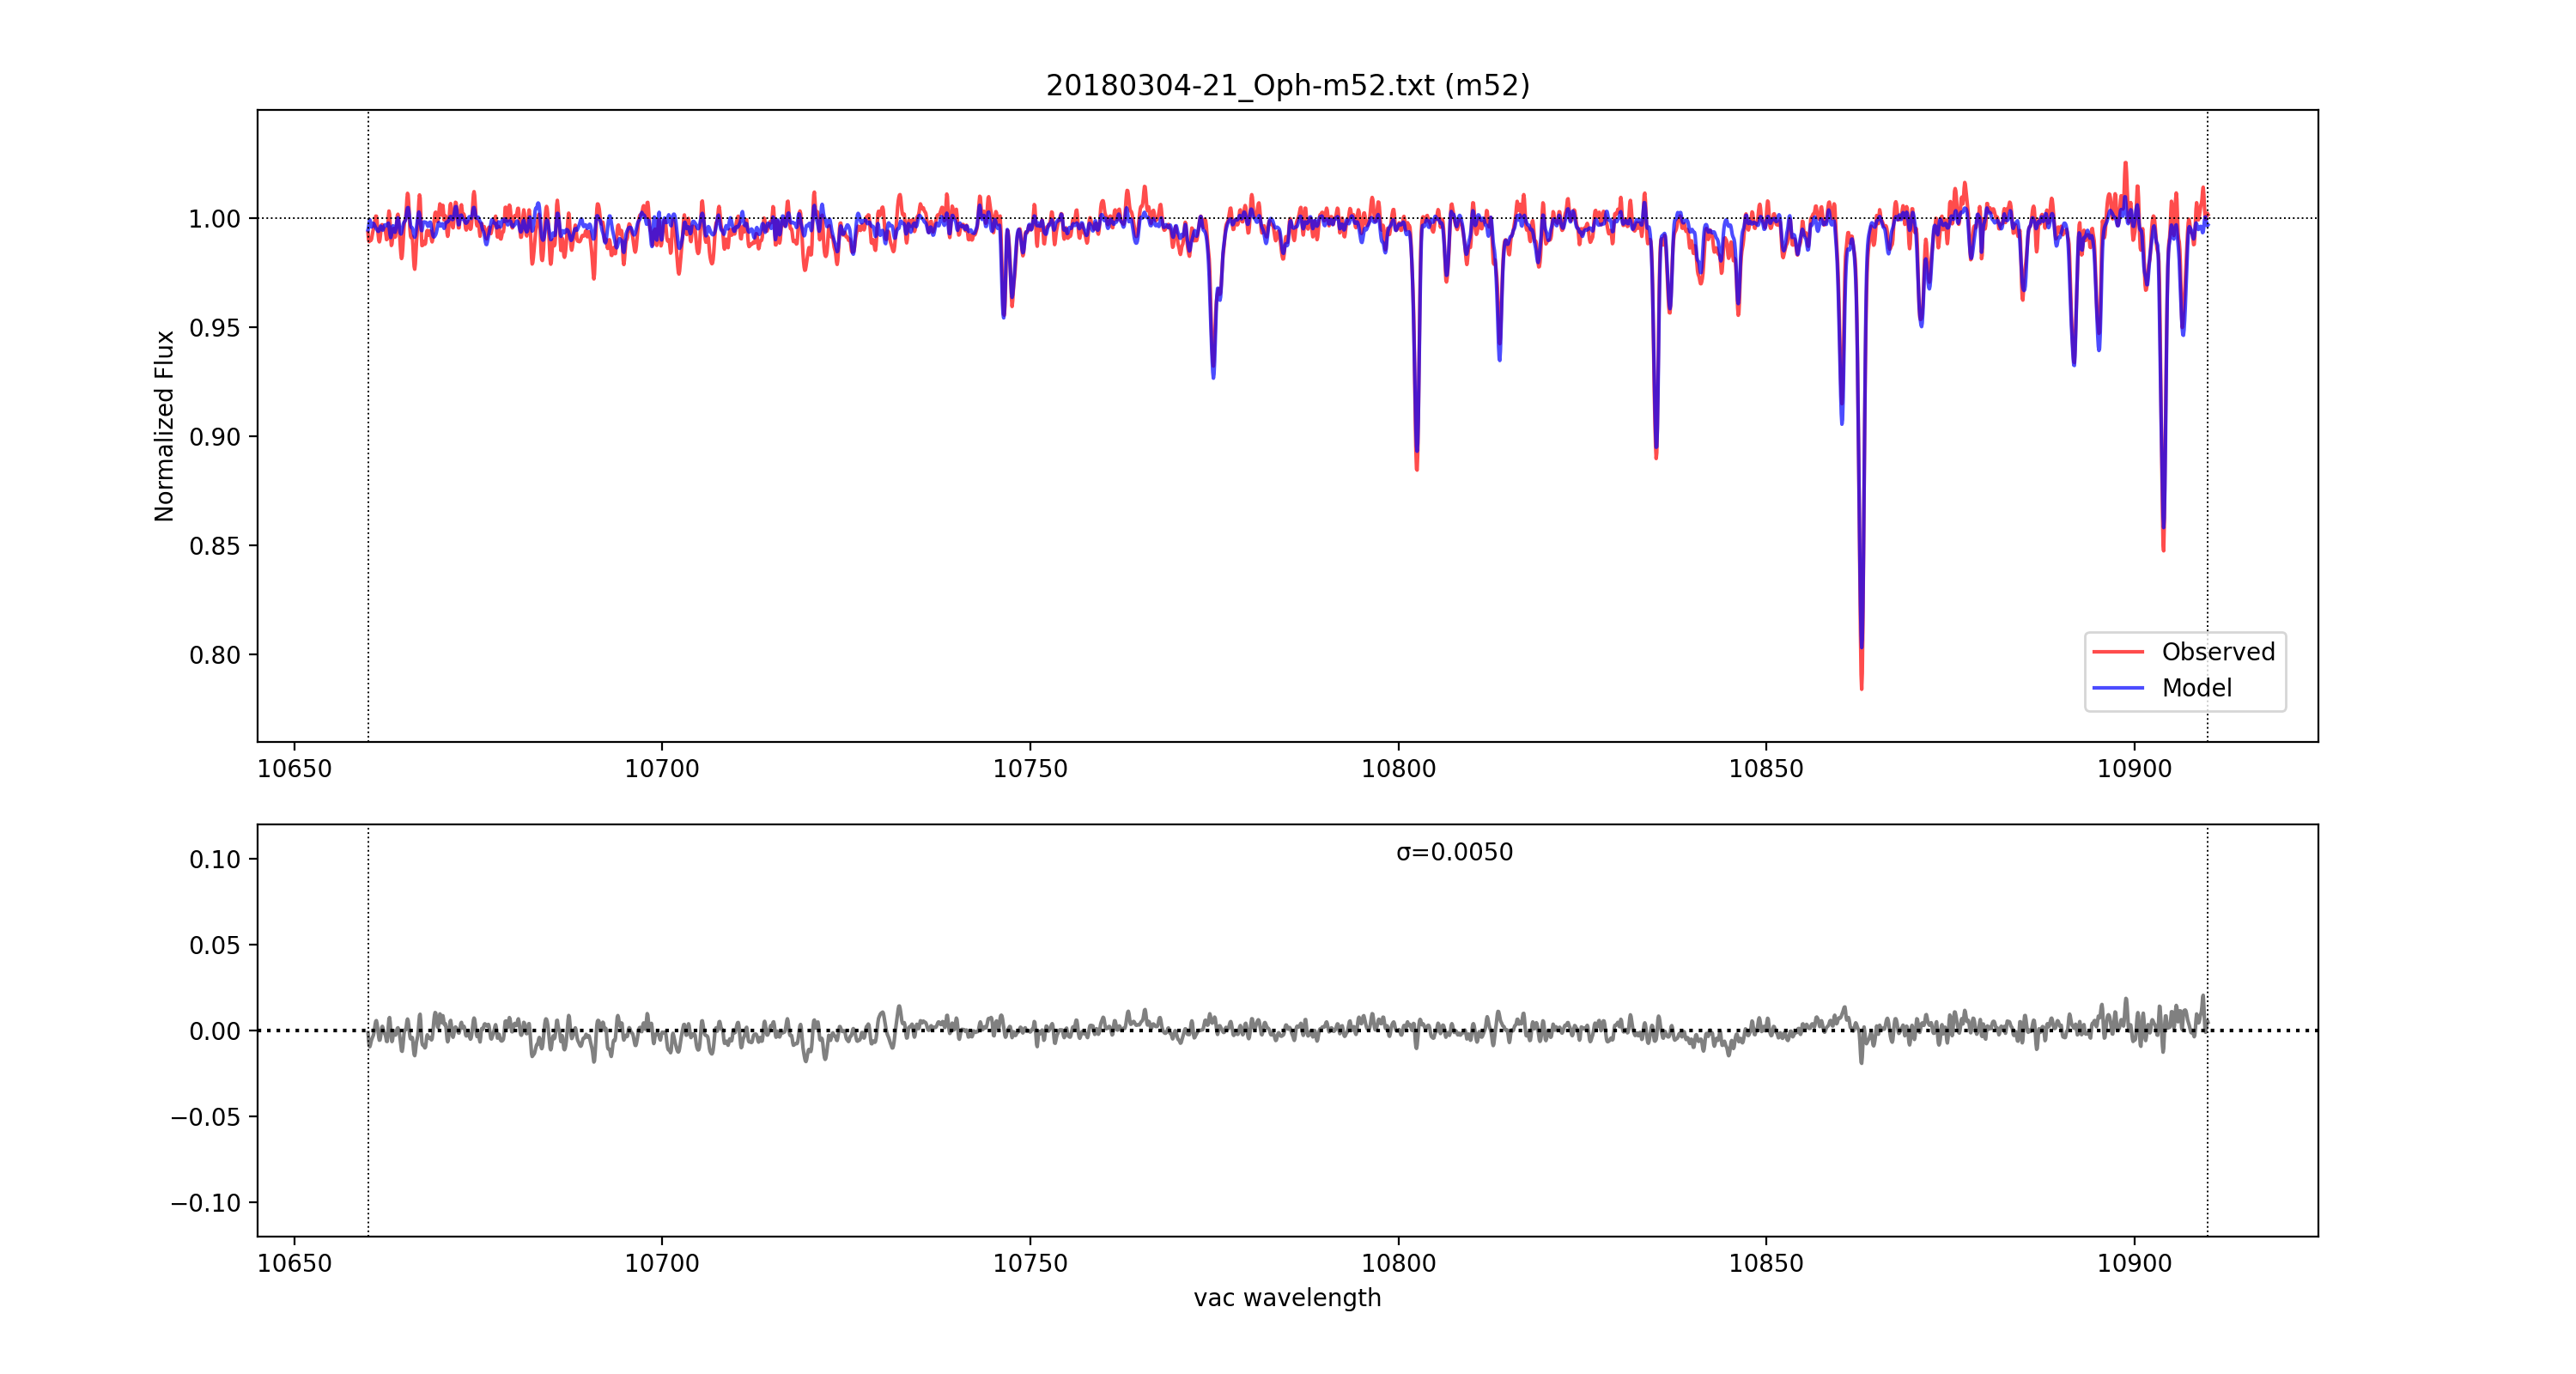 20180304-21_Oph-m52.txt (m52)
Normalized Flux
1.00
0.95
0.90
0.85
0.80
Observed
Model
10650 10700 10750 10800 10850 10900
σ=0.0050
0.10
0.05
0.00
−0.05
−0.10
10650 10700 10750 10800 10850 10900
vac wavelength